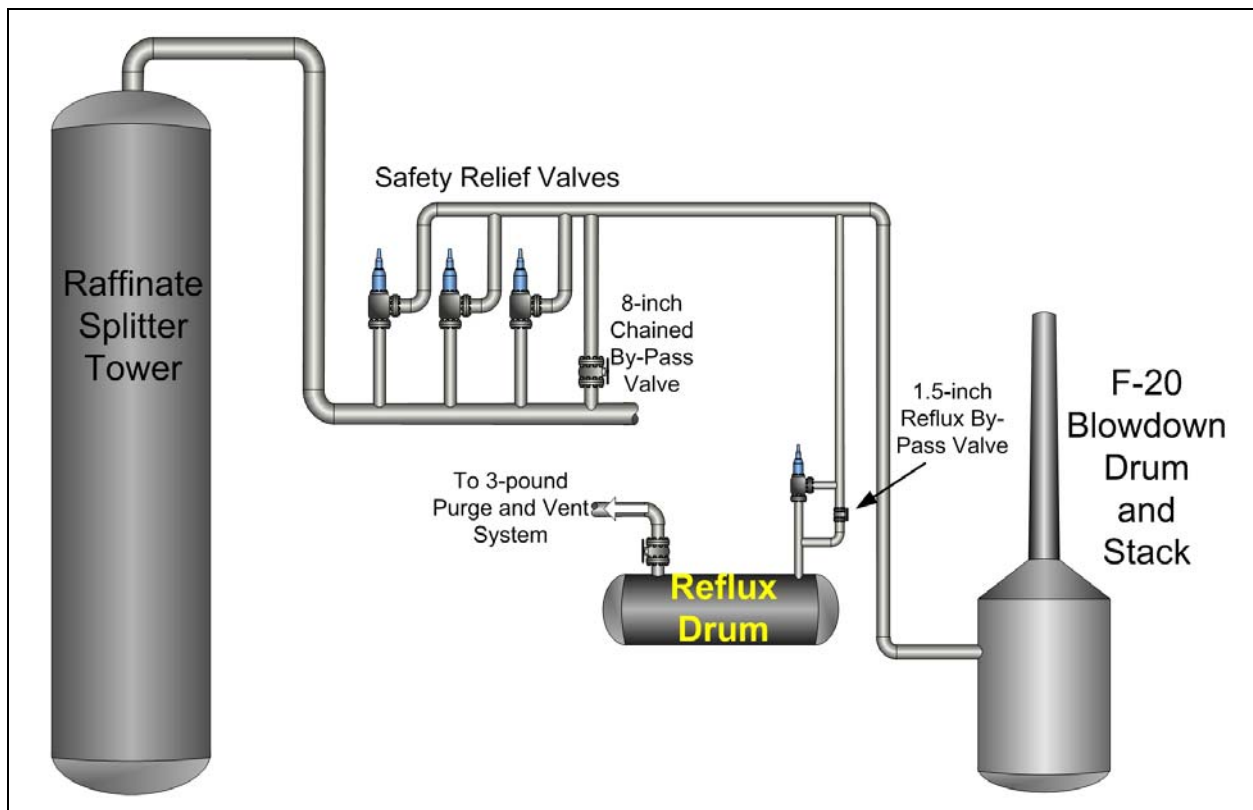 Raffinate
Splitter
Tower
Safety Relief Valves
8-inch
Chained
By-Pass
Valve
To 3-pound
Purge and Vent
System
Reflux
Drum
1.5-inch
Reflux By-
Pass Valve
F-20
Blowdown
Drum
and
Stack